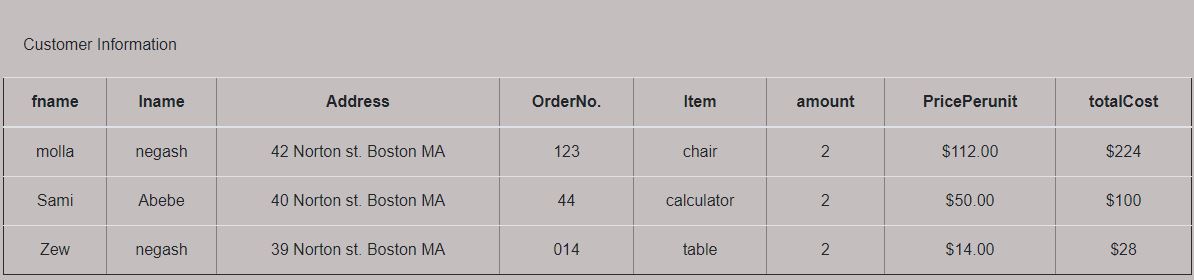 Customer Information
fname lname Address OrderNo. Item amount PricePerunit totalCost
molla negash 42 Norton st. Boston MA 123 chair 2 $112.00 $224
Sami Abebe 40 Norton st. Boston MA 44 calculator 2 $50.00 $100
Zew negash 39 Norton st. Boston MA 014 table 2 $14.00 $28